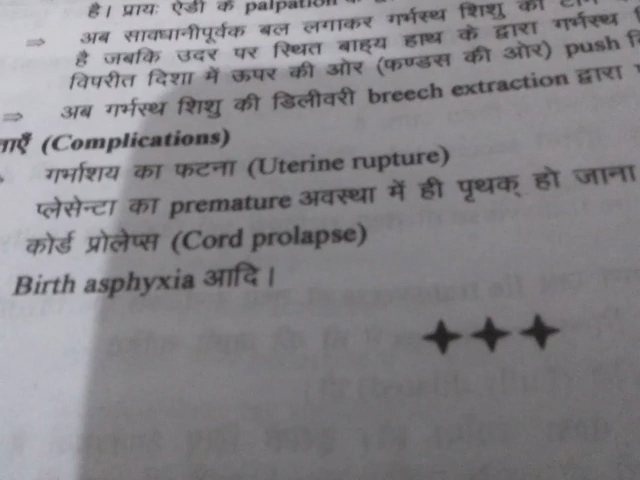 है। प्रायः ऐडी के palpation के
⇒ अब सावधानीपूर्वक बल लगाकर गर्भस्थ शिशु की टाँग
है जबकि उदर पर स्थित बाह्य हाथ के द्वारा गर्भस्थ
विपरीत दिशा में ऊपर की ओर (फण्डस की ओर) push
⇒ अब गर्भस्थ शिशु की डिलीवरी breech extraction द्वारा
(Complications)
गर्भाशय का फटना (Uterine rupture)
प्लेसेन्टा का premature अवस्था में ही पृथक् हो जाना
कोर्ड प्रोलेप्स (Cord prolapse)
Birth asphyxia आदि।